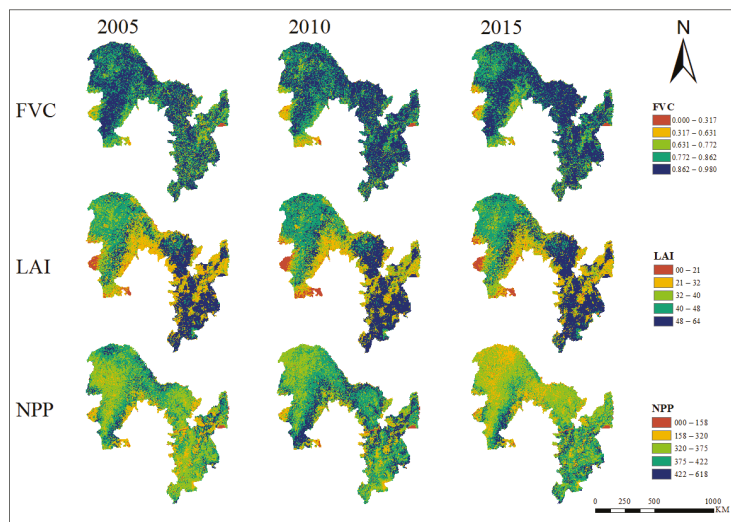 2005 2010 2015
N
FVC
FVC
0.000 – 0.317
0.317 – 0.631
0.631 – 0.772
0.772 – 0.862
0.862 – 0.980
LAI
LAI
00 – 21
21 – 32
32 – 40
40 – 48
48 – 64
NPP
NPP
000 – 158
158 – 320
320 – 375
375 – 422
422 – 618
0 250 500 1000
KM